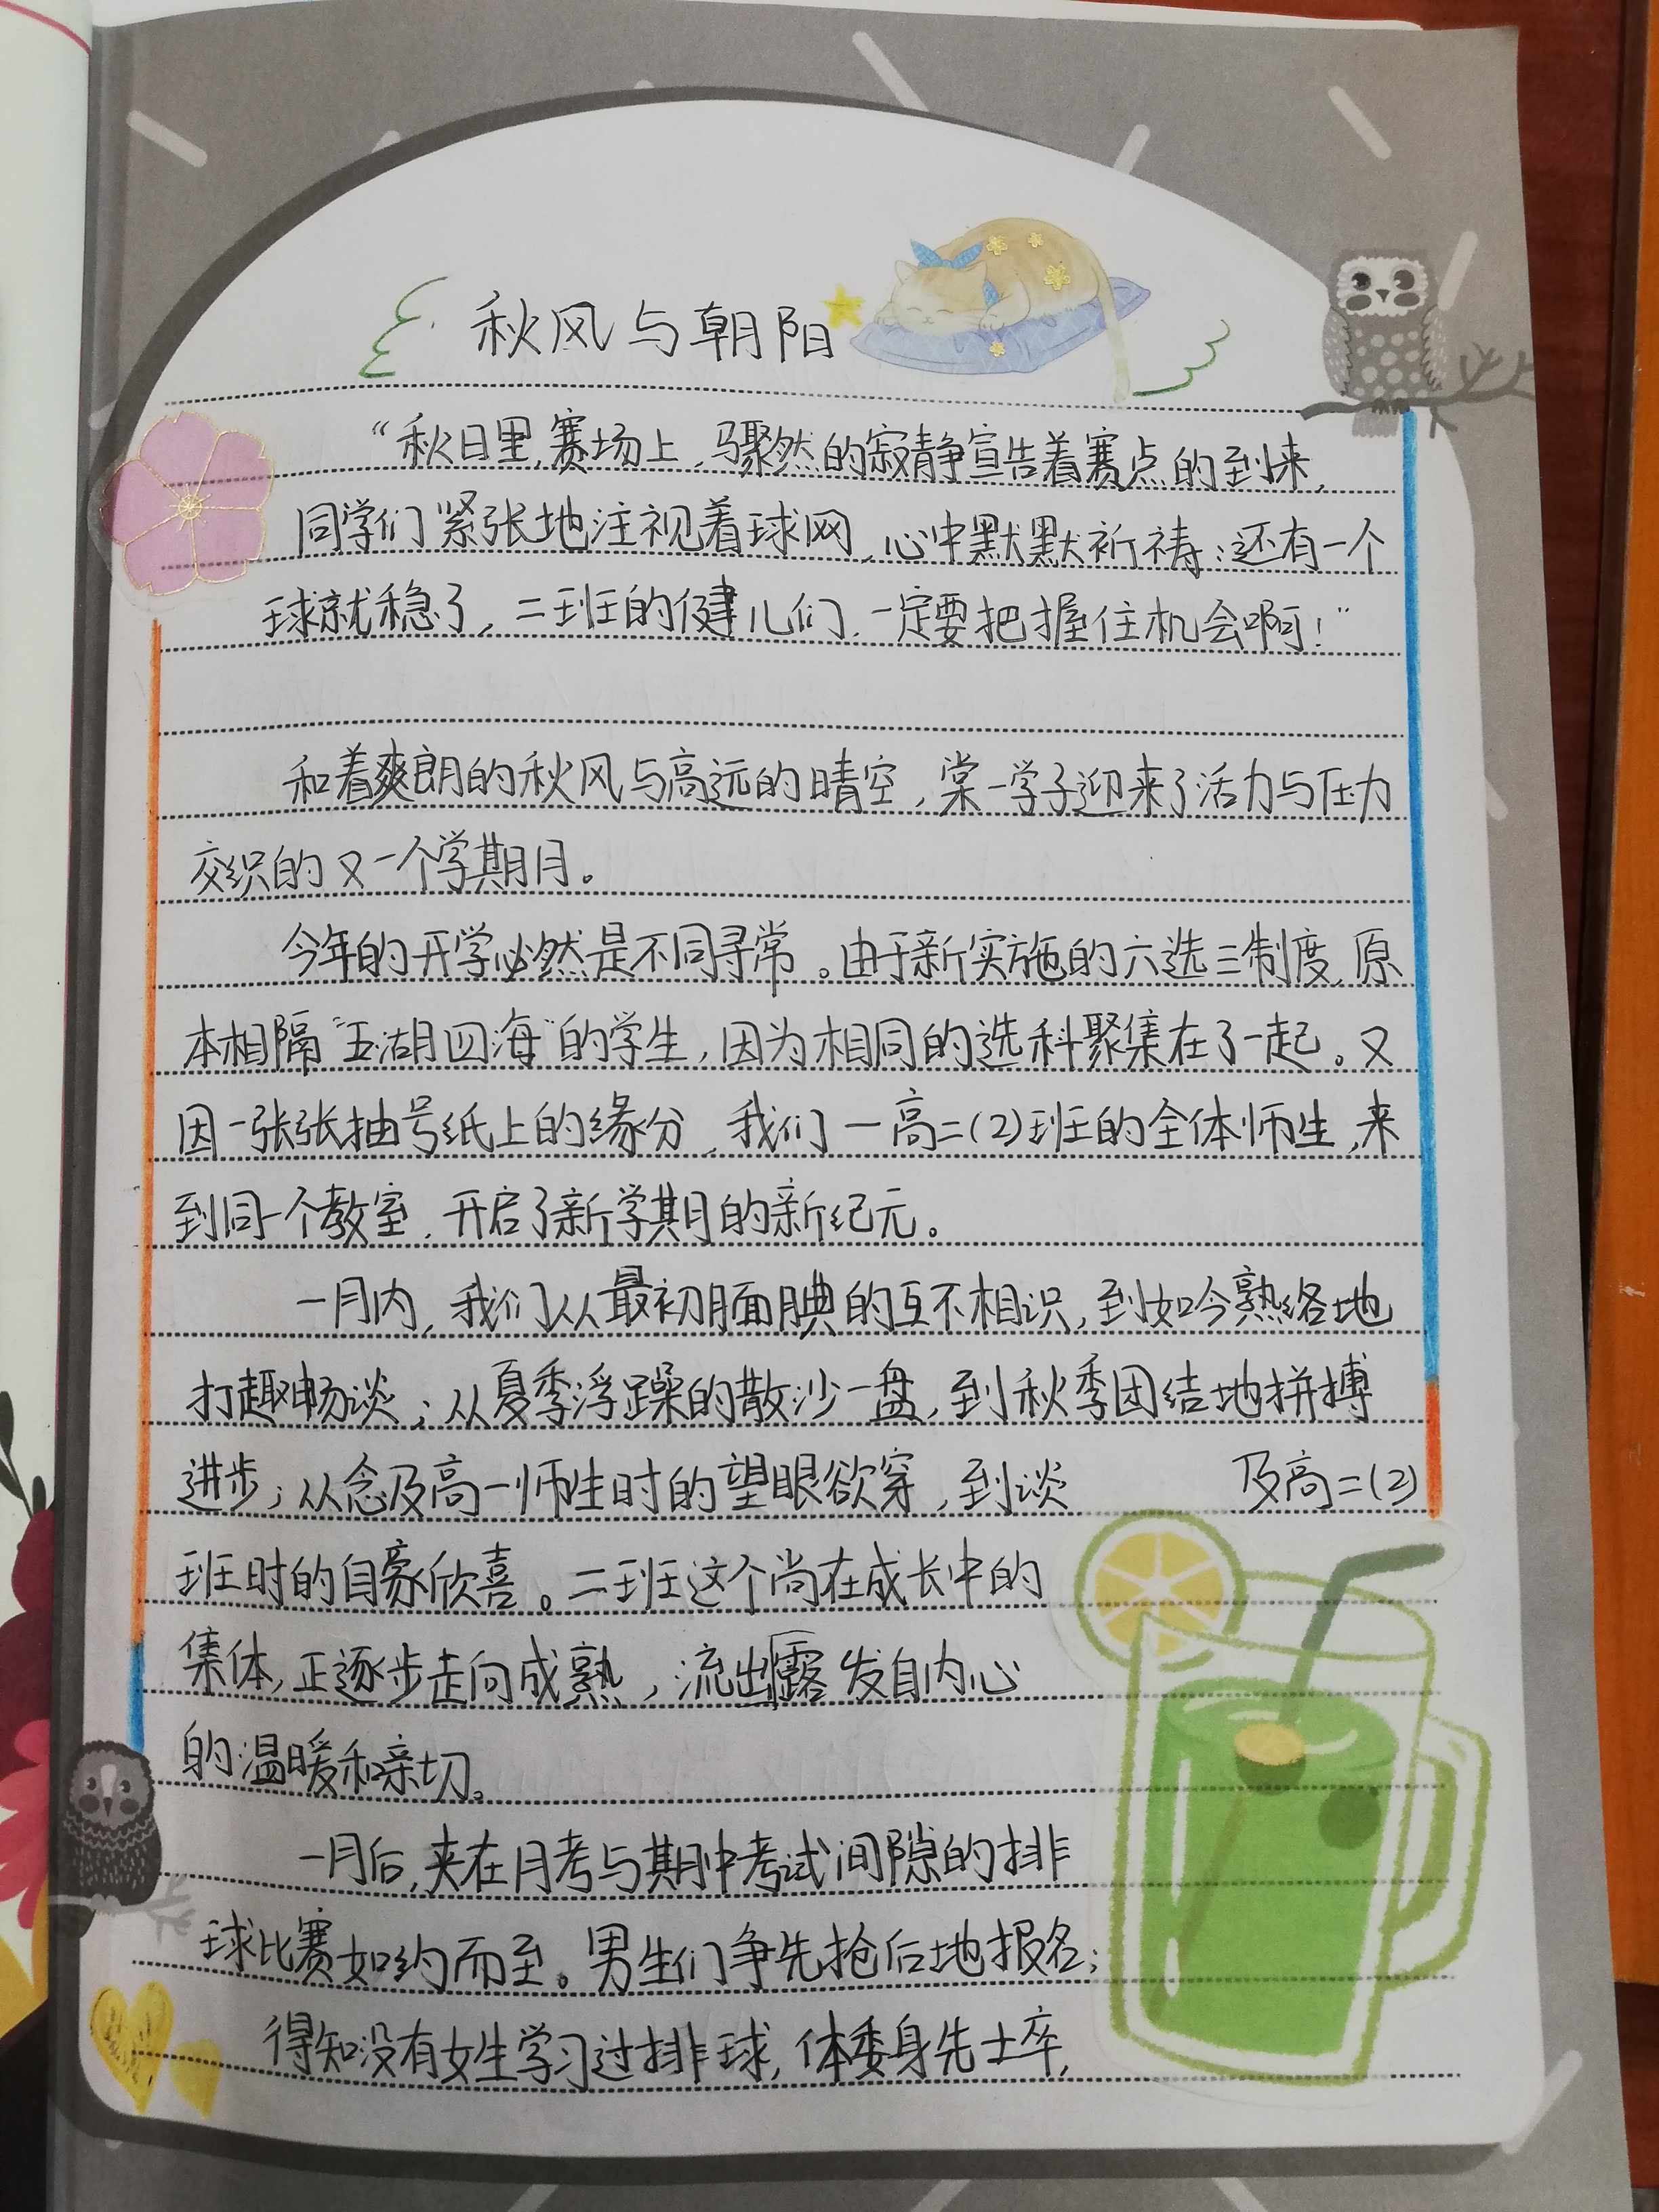 秋风与朝阳
“秋日里,赛场上,骤然的寂静宣告着赛点的到来,
同学们紧张地注视着球网,心中默默祈祷:还有一个
球就稳了,二班的健儿们,一定要把握住机会啊!”
和着爽朗的秋风与高远的晴空,棠一学子迎来了活力与压力
交织的又一个学期月。
今年的开学必然是不同寻常。由于新实施的六选三制度,原
本相隔“五湖四海”的学生,因为相同的选科聚集在了一起。又
因一张张抽号纸上的缘分,我们一高二(2)班的全体师生,来
到同一个教室,开启了新学期的新纪元。
一月内,我们从最初腼腆的互不相识,到如今熟络地
打趣畅谈;从夏季浮躁的散沙一盘,到秋季团结地拼搏
进步;从念及高一师生时的望眼欲穿,到谈及高二(2)
班时的自豪欣喜。二班这个尚在成长中的
集体,正逐步走向成熟,流出露发自内心
的温暖和亲切。
一月后,夹在月考与期中考试间隙的排
球比赛如约而至。男生们争先抢后地报名;
得知没有女生学习过排球,体委身先士卒,